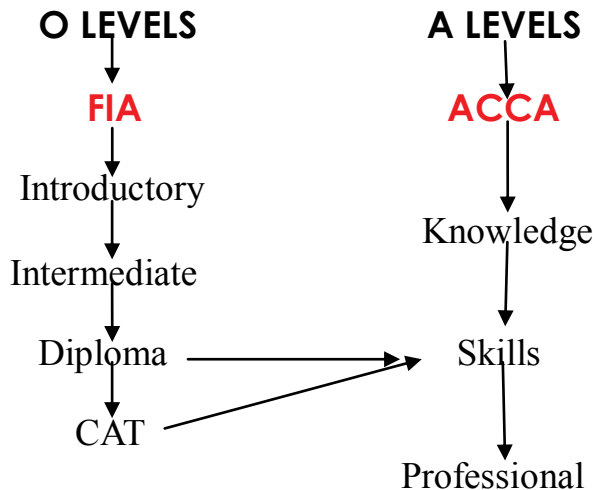 O LEVELS
A LEVELS
FIA
ACCA
Introductory
Knowledge
Intermediate
Diploma
Skills
CAT
Professional